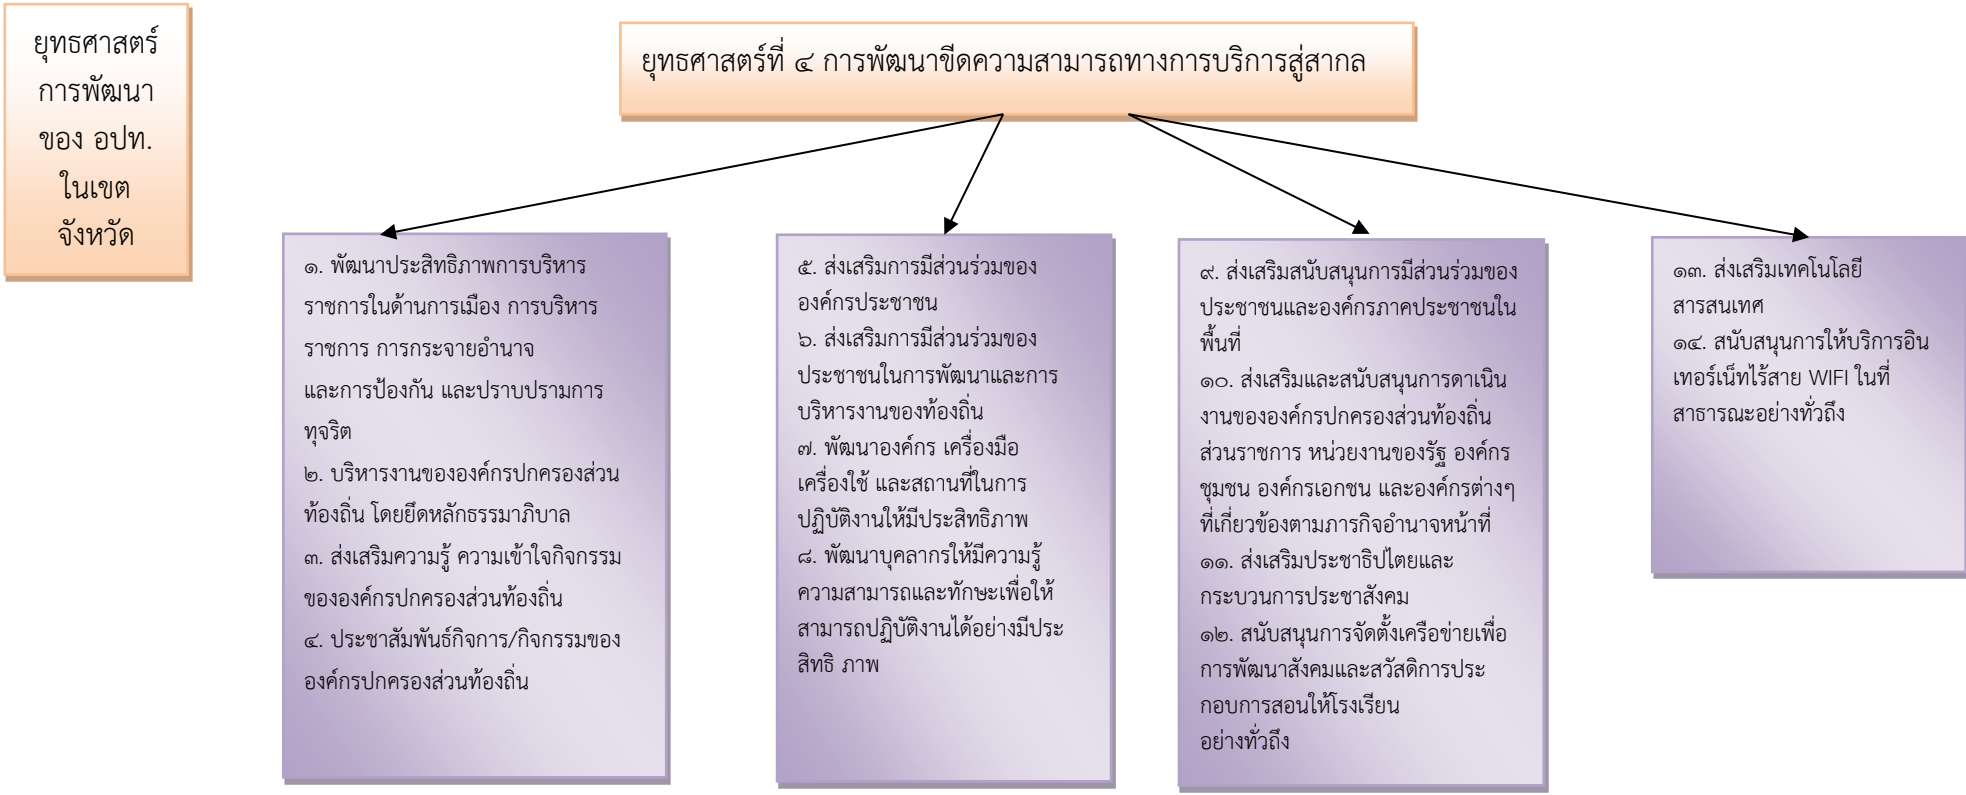 ยุทธศาสตร์
การพัฒนา
ของ อปท.
ในเขต
จังหวัด
ยุทธศาสตร์ที่ ๔ การพัฒนาขีดความสามารถทางการบริการสู่สากล
๑. พัฒนาประสิทธิภาพการบริหาร
ราชการในด้านการเมือง การบริหาร
ราชการ การกระจายอำนาจ
และการป้องกัน และปราบปรามการ
ทุจริต
๒. บริหารงานขององค์กรปกครองส่วน
ท้องถิ่น โดยยึดหลักธรรมาภิบาล
๓. ส่งเสริมความรู้ ความเข้าใจกิจกรรม
ขององค์กรปกครองส่วนท้องถิ่น
๔. ประชาสัมพันธ์กิจการ/กิจกรรมของ
องค์กรปกครองส่วนท้องถิ่น
๕. ส่งเสริมการมีส่วนร่วมของ
องค์กรประชาชน
๖. ส่งเสริมการมีส่วนร่วมของ
ประชาชนในการพัฒนาและการ
บริหารงานของท้องถิ่น
๗. พัฒนาองค์กร เครื่องมือ
เครื่องใช้ และสถานที่ในการ
ปฏิบัติงานให้มีประสิทธิภาพ
๘. พัฒนาบุคลากรให้มีความรู้
ความสามารถและทักษะเพื่อให้
สามารถปฏิบัติงานได้อย่างมีประ
สิทธิ ภาพ
๙. ส่งเสริมสนับสนุนการมีส่วนร่วมของ
ประชาชนและองค์กรภาคประชาชนใน
พื้นที่
๑๐. ส่งเสริมและสนับสนุนการดาเนิน
งานขององค์กรปกครองส่วนท้องถิ่น
ส่วนราชการ หน่วยงานของรัฐ องค์กร
ชุมชน องค์กรเอกชน และองค์กรต่างๆ
ที่เกี่ยวข้องตามภารกิจอำนาจหน้าที่
๑๑. ส่งเสริมประชาธิปไตยและ
กระบวนการประชาสังคม
๑๒. สนับสนุนการจัดตั้งเครือข่ายเพื่อ
การพัฒนาสังคมและสวัสดิการประ
กอบการสอนให้โรงเรียน
อย่างทั่วถึง
๑๓. ส่งเสริมเทคโนโลยี
สารสนเทศ
๑๔. สนับสนุนการให้บริการอิน
เทอร์เน็ทไร้สาย WIFI ในที่
สาธารณะอย่างทั่วถึง